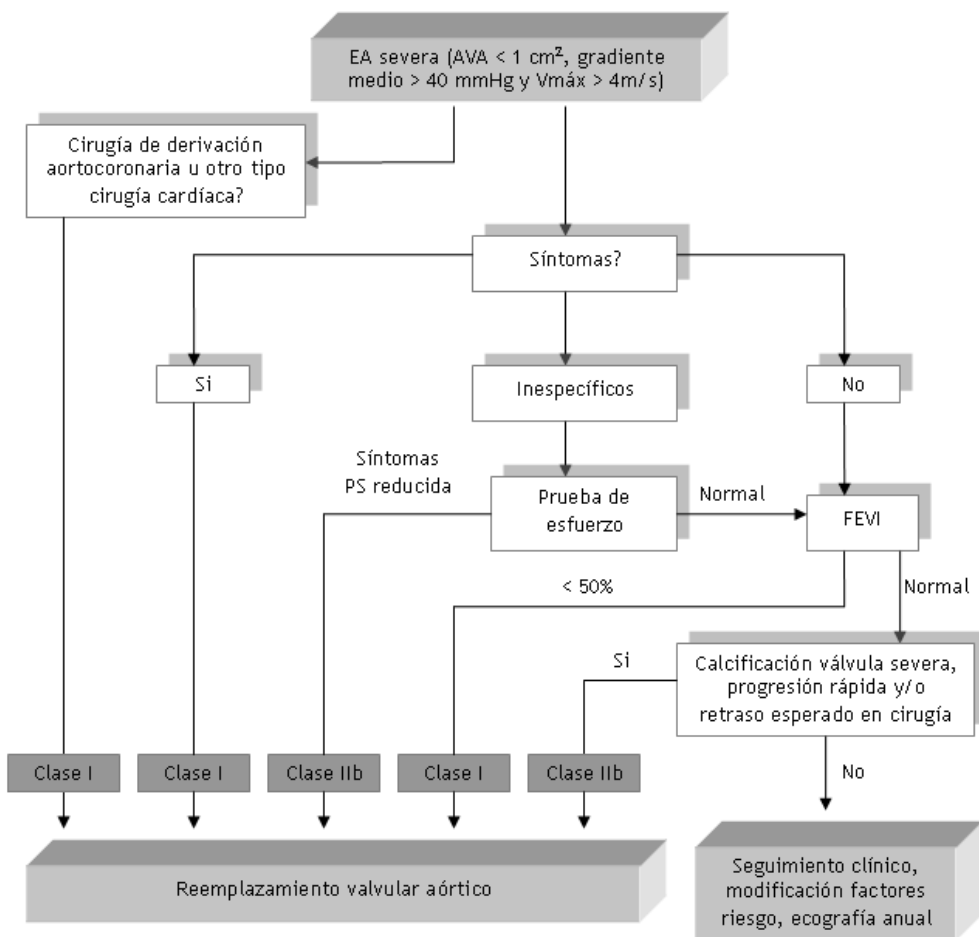 EA severa (AVA < 1 cm², gradiente
medio > 40 mmHg y Vmáx > 4m/s)
Cirugía de derivación
aortocoronaria u otro tipo
cirugía cardíaca?
Síntomas?
Si
Inespecíficos
No
Síntomas
PS reducida
Prueba de
esfuerzo
Normal
FEVI
< 50%
Normal
Si
Calcificación válvula severa,
progresión rápida y/o
retraso esperado en cirugía
Clase I
Clase I
Clase IIb
Clase I
Clase IIb
No
Reemplazamiento valvular aórtico
Seguimiento clínico,
modificación factores
riesgo, ecografía anual